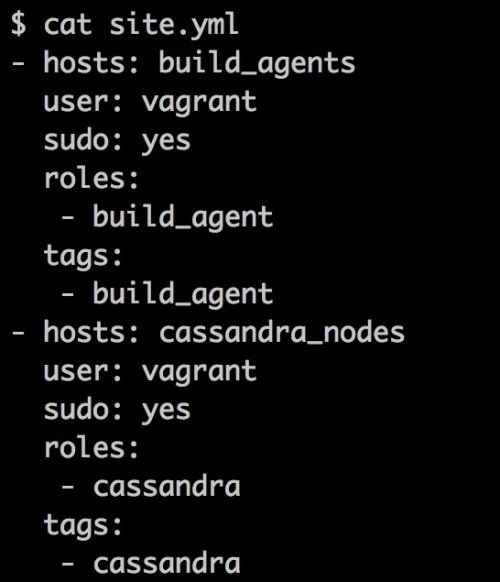 $ cat site.yml
- hosts: build_agents
  user: vagrant
  sudo: yes
  roles:
   - build_agent
  tags:
   - build_agent
- hosts: cassandra_nodes
  user: vagrant
  sudo: yes
  roles:
   - cassandra
  tags:
   - cassandra